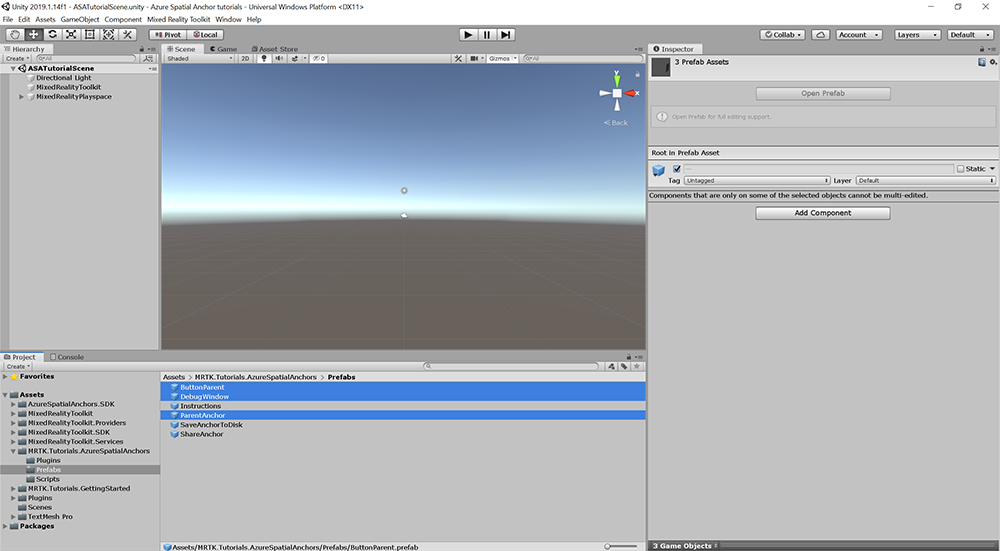 Unity 2019.1.14f1 - ASATutorialScene.unity - Azure Spatial Anchor tutorials - Universal Windows Platform <DX11>
File Edit Assets GameObject Component Mixed Reality Toolkit Window Help
Pivot Local Collab Account Layers Default
Hierarchy
Create All
ASATutorialScene
Directional Light
MixedRealityToolkit
MixedRealityPlayspace
Scene Game Asset Store
Shaded 2D 0 Gizmos All
y
x
Back
Inspector
3 Prefab Assets
Open Prefab
Open Prefab for full editing support.
Root in Prefab Asset
— Static
Tag Untagged Layer Default
Components that are only on some of the selected objects cannot be multi-edited.
Add Component
Project Console
Create
Favorites
Assets
AzureSpatialAnchors.SDK
MixedRealityToolkit
MixedRealityToolkit.Providers
MixedRealityToolkit.SDK
MixedRealityToolkit.Services
MRTK.Tutorials.AzureSpatialAnchors
Plugins
Prefabs
Scripts
MRTK.Tutorials.GettingStarted
Plugins
Scenes
TextMesh Pro
Packages
Assets > MRTK.Tutorials.AzureSpatialAnchors > Prefabs
ButtonParent
DebugWindow
Instructions
ParentAnchor
SaveAnchorToDisk
ShareAnchor
Assets/MRTK.Tutorials.AzureSpatialAnchors/Prefabs/ButtonParent.prefab
3 Game Objects